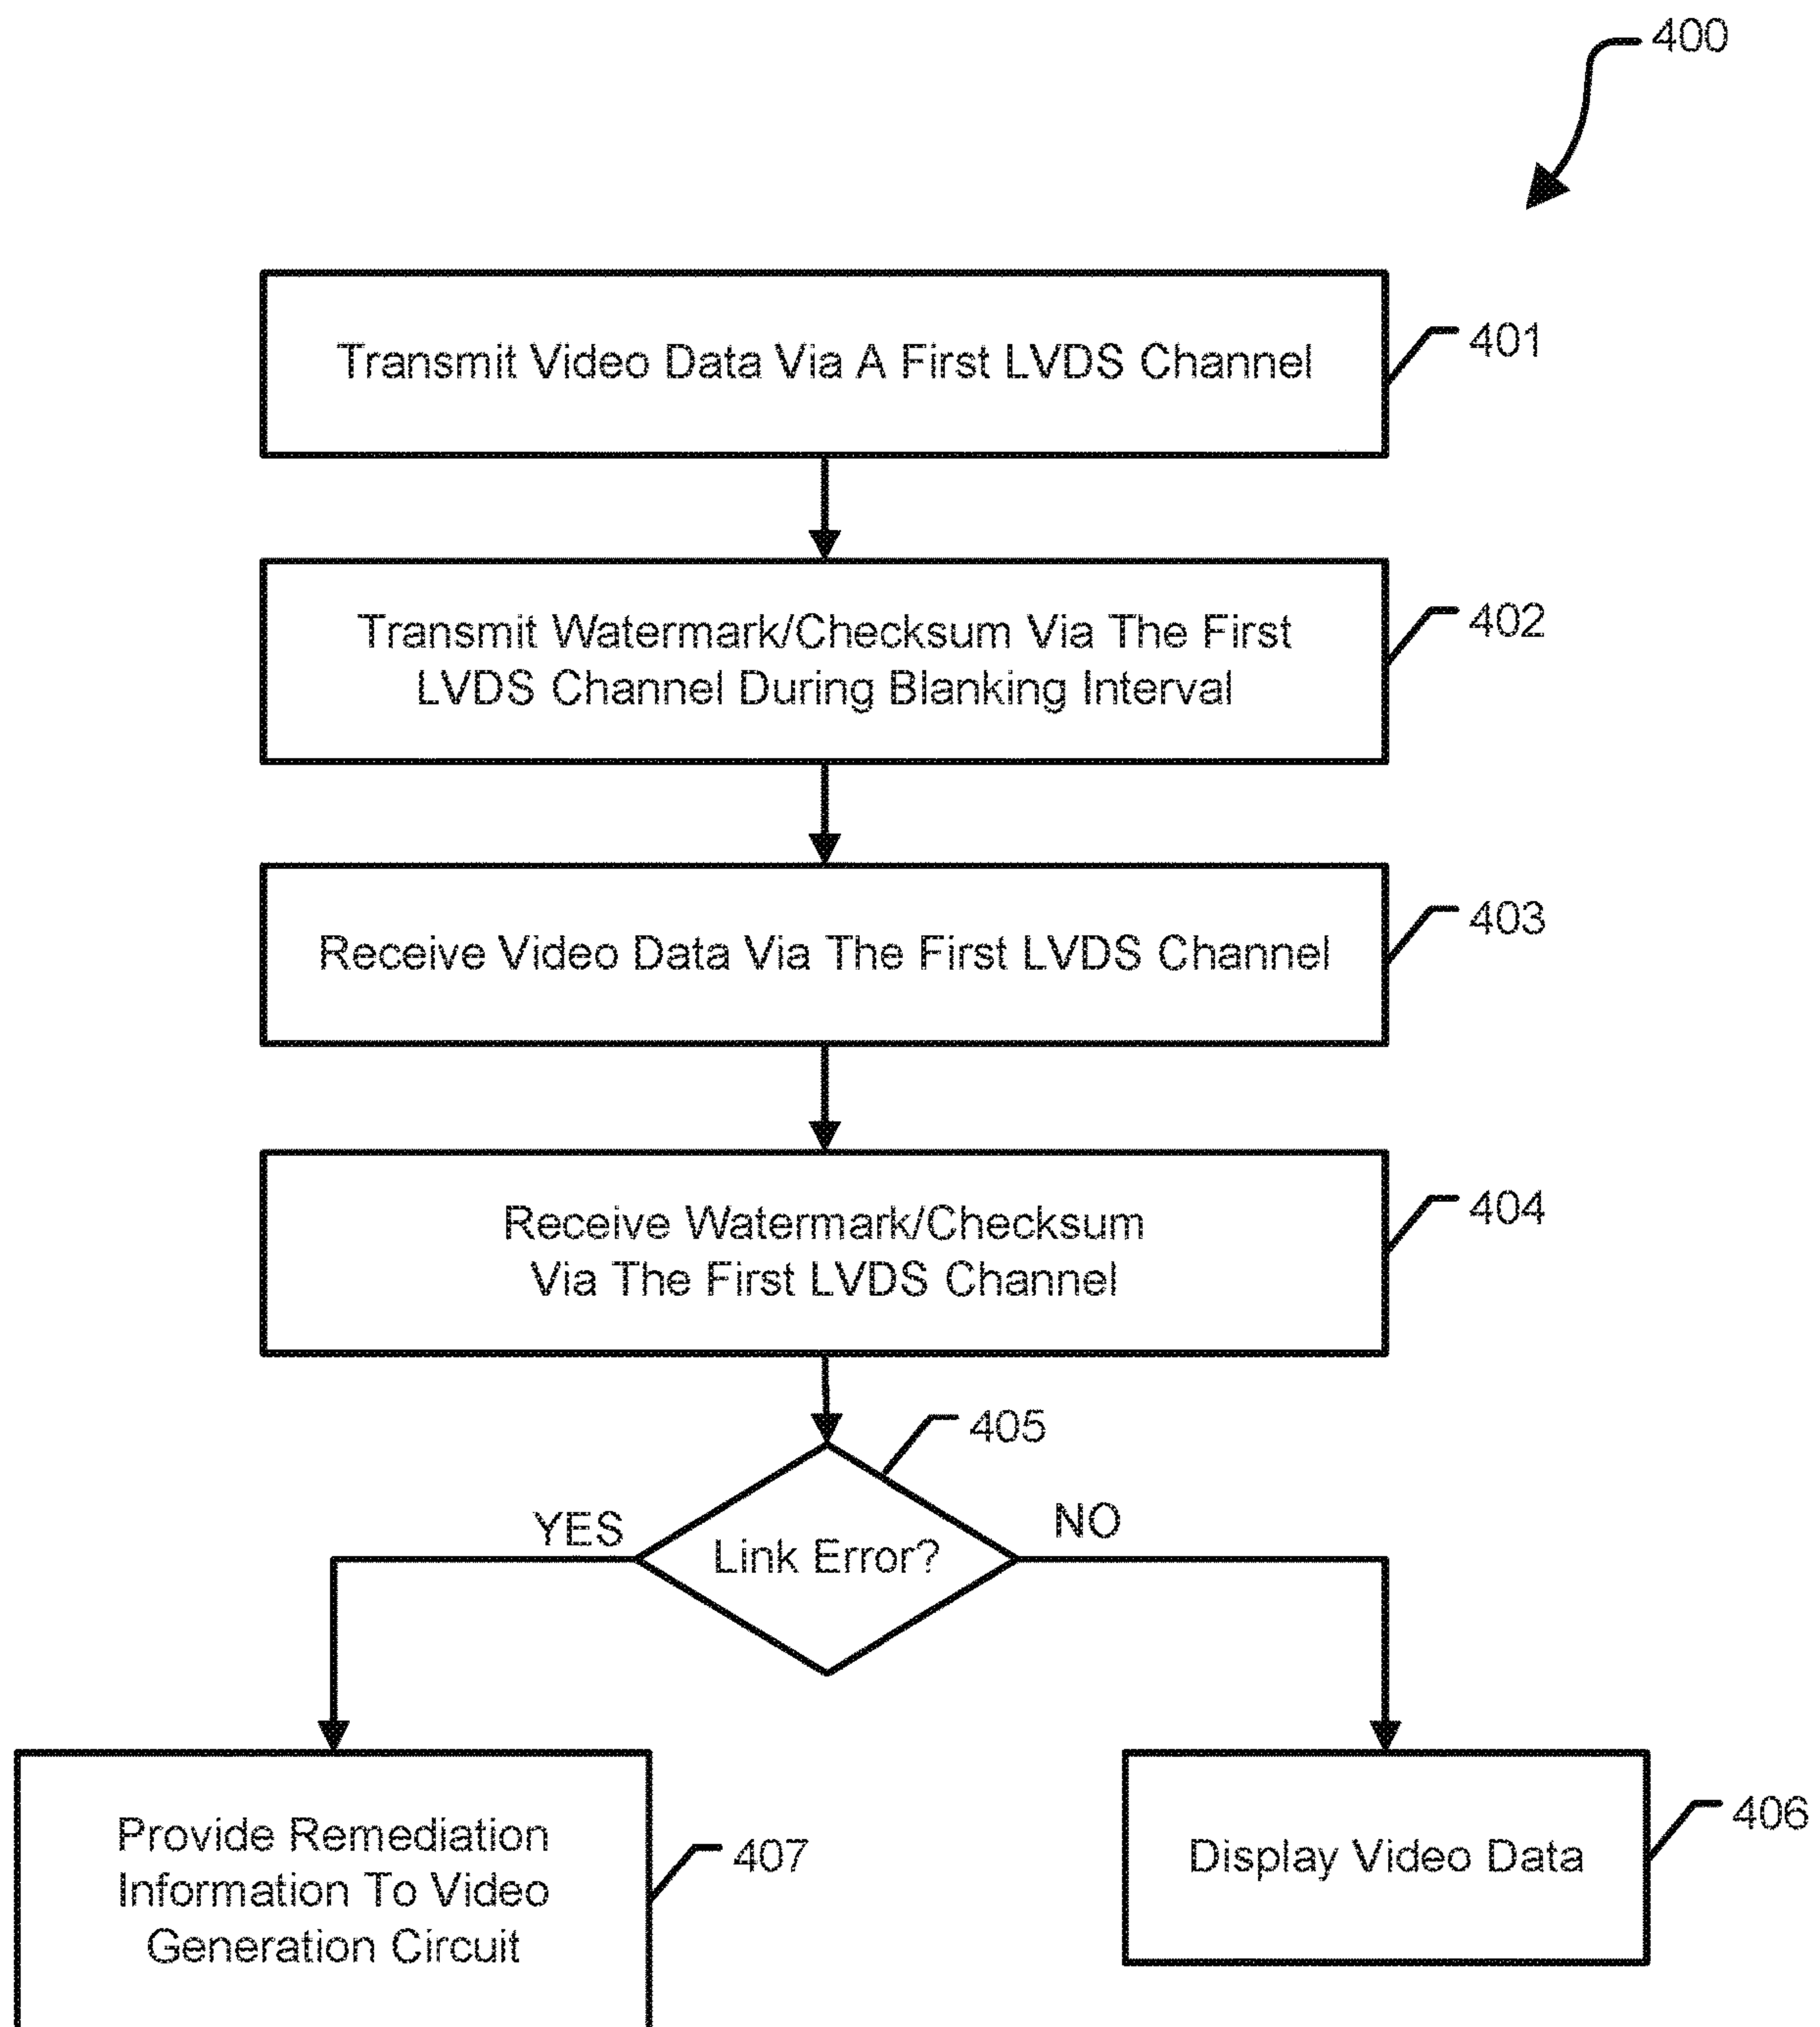 400
Transmit Video Data Via A First LVDS Channel
401
Transmit Watermark/Checksum Via The First
LVDS Channel During Blanking Interval
402
Receive Video Data Via The First LVDS Channel
403
Receive Watermark/Checksum
Via The First LVDS Channel
404
405
YES
Link Error?
NO
Provide Remediation
Information To Video
Generation Circuit
407
Display Video Data
406